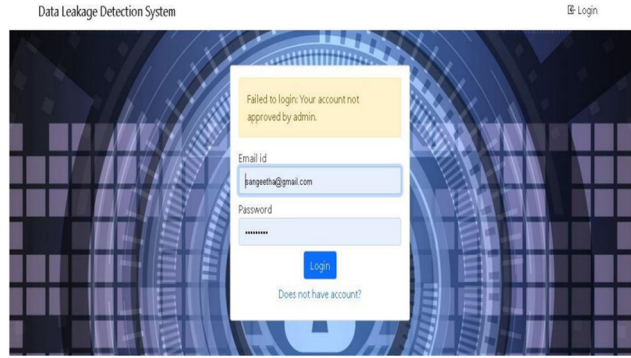 Data Leakage Detection System
Login
Failed to login: Your account not
approved by admin.
Email id
sangeetha@gmail.com
Password
•••••••••
Login
Does not have account?